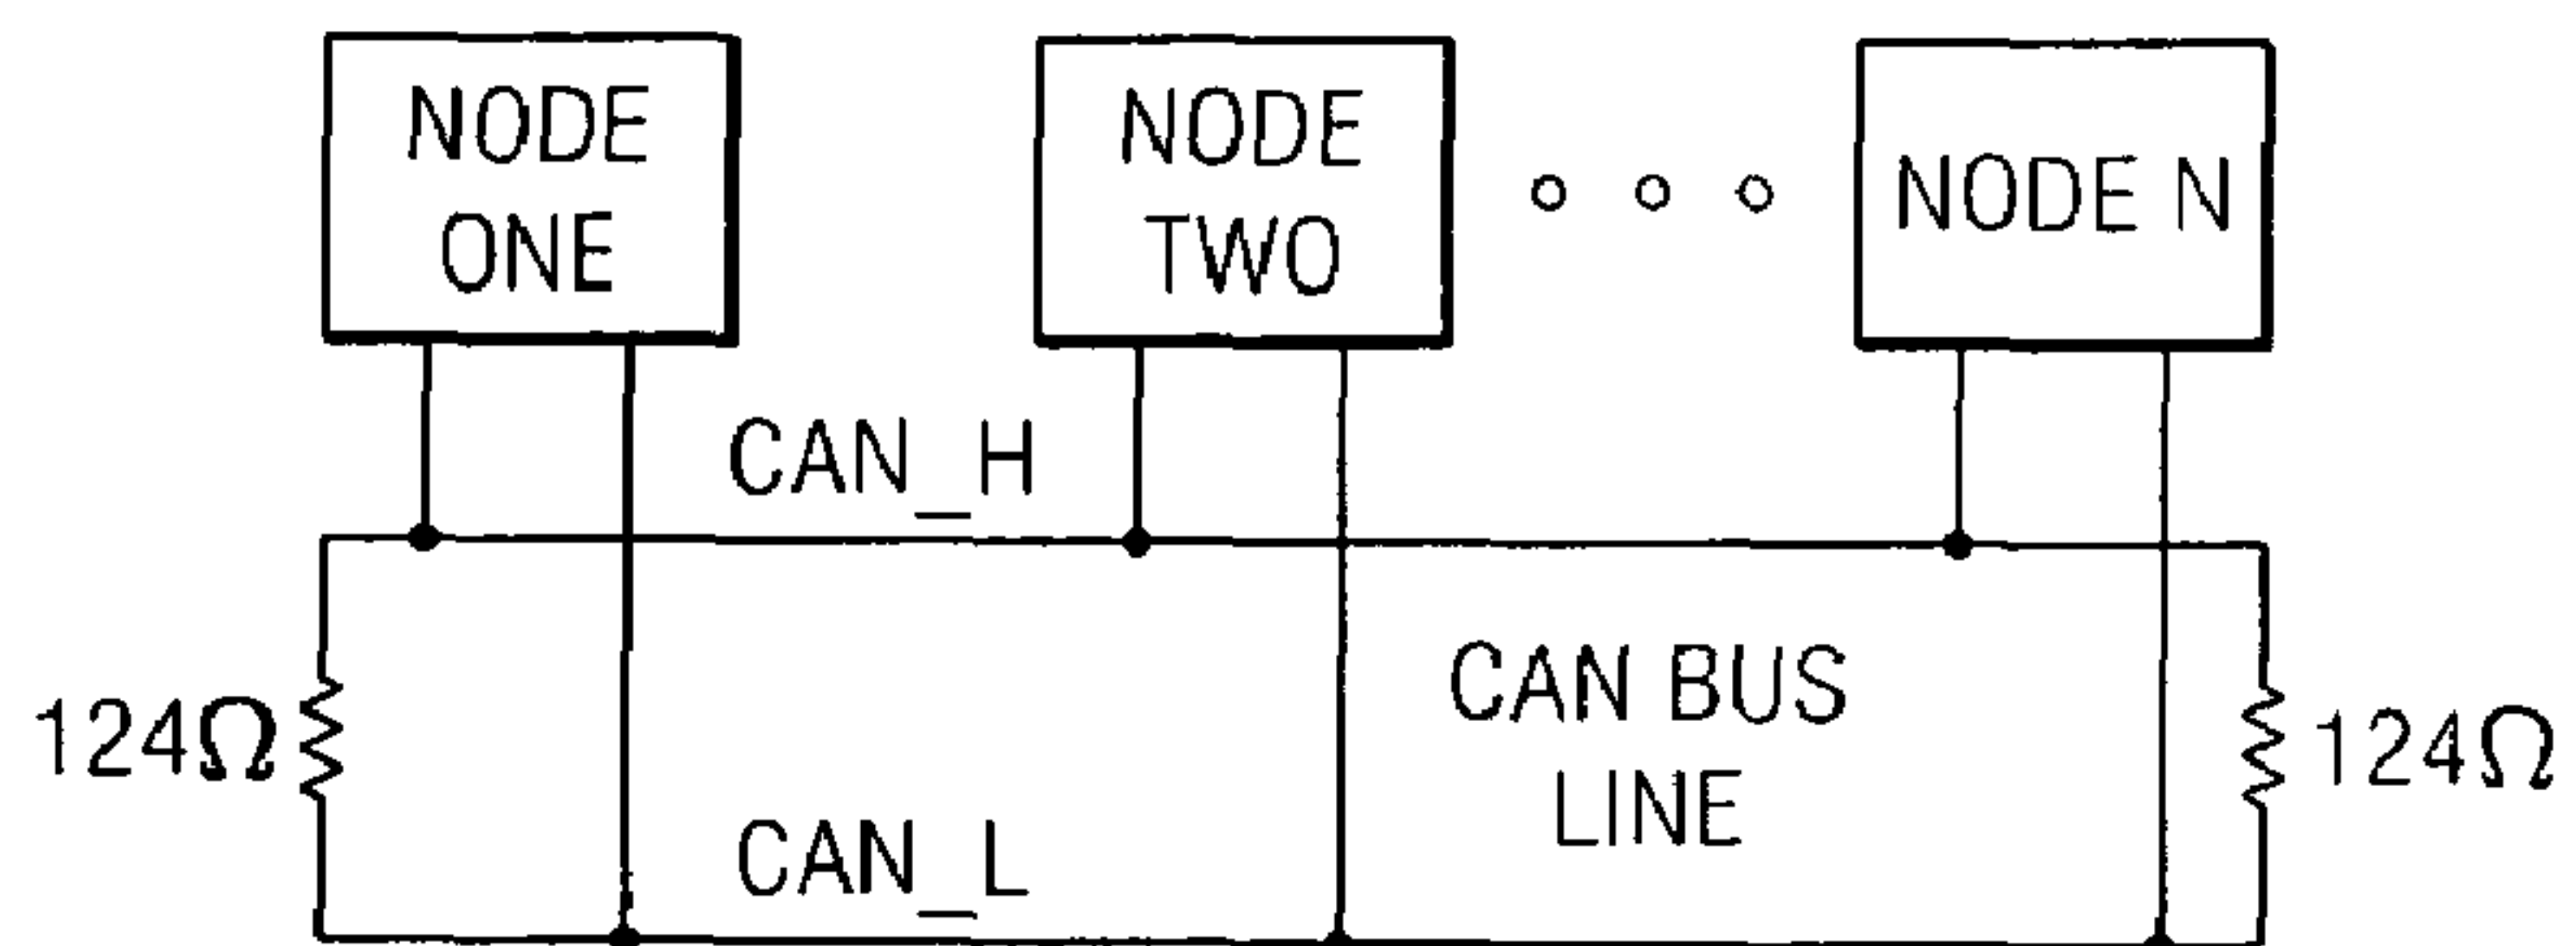 NODE
ONE
NODE
TWO
NODE N
CAN_H
124Ω
CAN BUS
LINE
124Ω
CAN_L